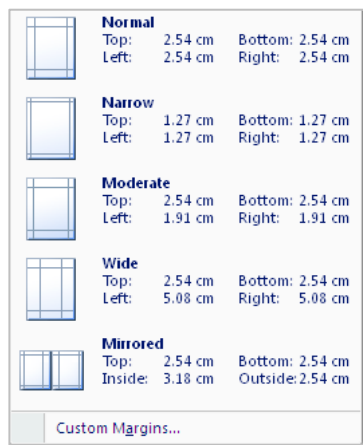 Normal
Top: 2.54 cm Bottom: 2.54 cm
Left: 2.54 cm Right: 2.54 cm
Narrow
Top: 1.27 cm Bottom: 1.27 cm
Left: 1.27 cm Right: 1.27 cm
Moderate
Top: 2.54 cm Bottom: 2.54 cm
Left: 1.91 cm Right: 1.91 cm
Wide
Top: 2.54 cm Bottom: 2.54 cm
Left: 5.08 cm Right: 5.08 cm
Mirrored
Top: 2.54 cm Bottom: 2.54 cm
Inside: 3.18 cm Outside: 2.54 cm
Custom Margins...